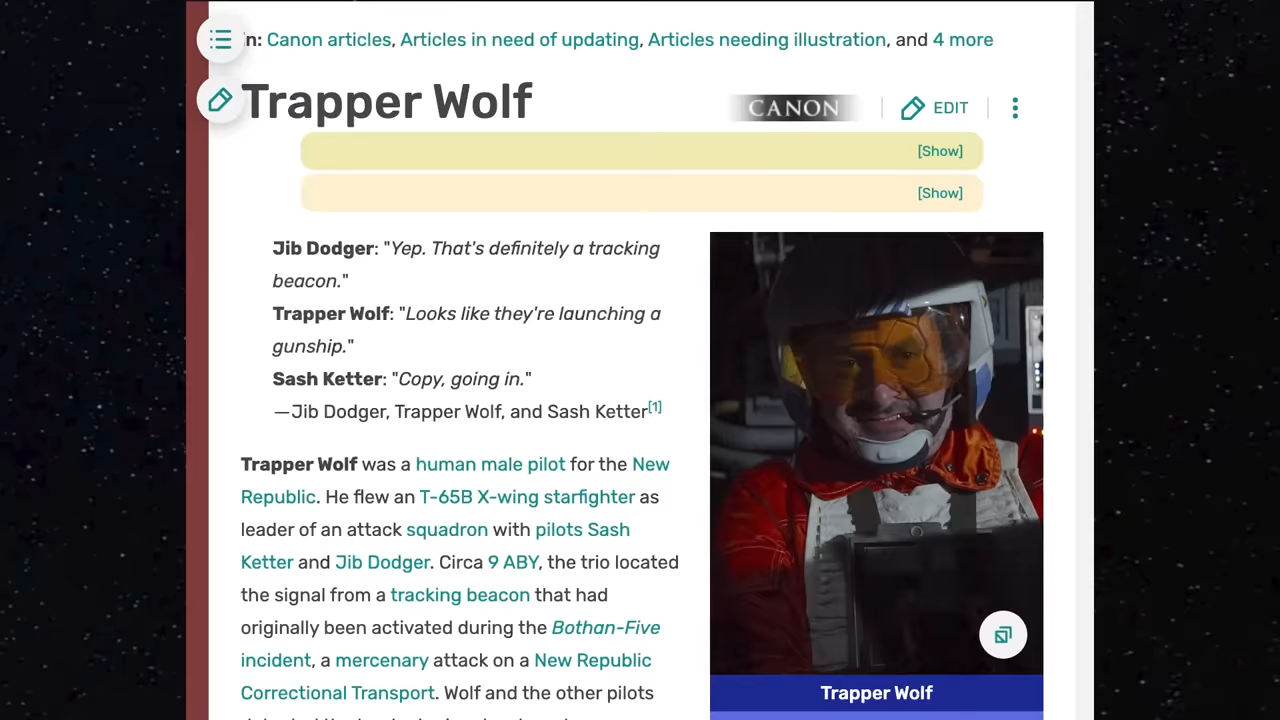 in: Canon articles, Articles in need of updating, Articles needing illustration, and 4 more
Trapper Wolf
CANON
EDIT
[Show]
[Show]
Jib Dodger: "Yep. That's definitely a tracking
beacon."
Trapper Wolf: "Looks like they're launching a
gunship."
Sash Ketter: "Copy, going in."
—Jib Dodger, Trapper Wolf, and Sash Ketter[1]
Trapper Wolf was a human male pilot for the New
Republic. He flew an T-65B X-wing starfighter as
leader of an attack squadron with pilots Sash
Ketter and Jib Dodger. Circa 9 ABY, the trio located
the signal from a tracking beacon that had
originally been activated during the Bothan-Five
incident, a mercenary attack on a New Republic
Correctional Transport. Wolf and the other pilots
Trapper Wolf